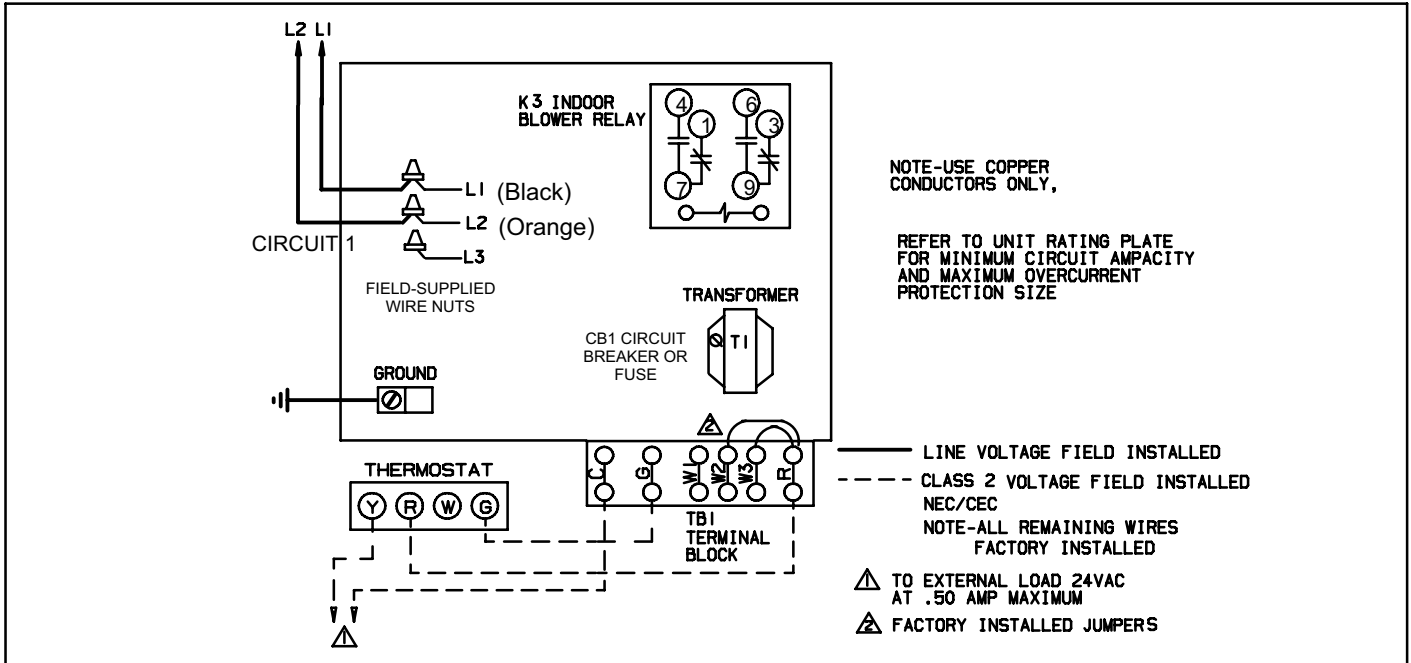 L2 L1
K3 INDOOR
BLOWER RELAY
4
6
1
3
7
9
L1 (Black)
L2 (Orange)
L3
CIRCUIT 1
FIELD-SUPPLIED
WIRE NUTS
NOTE-USE COPPER
CONDUCTORS ONLY,
REFER TO UNIT RATING PLATE
FOR MINIMUM CIRCUIT AMPACITY
AND MAXIMUM OVERCURRENT
PROTECTION SIZE
TRANSFORMER
T1
CB1 CIRCUIT
BREAKER OR
FUSE
GROUND
2
C G W1 W2 W3 R
THERMOSTAT
Y R W G
TB1
TERMINAL
BLOCK
1
LINE VOLTAGE FIELD INSTALLED
CLASS 2 VOLTAGE FIELD INSTALLED
NEC/CEC
NOTE-ALL REMAINING WIRES
FACTORY INSTALLED
1 TO EXTERNAL LOAD 24VAC
AT .50 AMP MAXIMUM
2 FACTORY INSTALLED JUMPERS